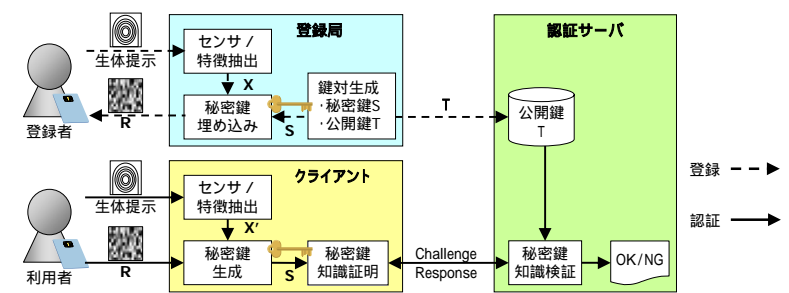 登録局
認証サーバ
センサ /
特徴抽出
生体提示
X
鍵対生成
・秘密鍵S
・公開鍵T
秘密鍵
埋め込み
S
R
T
登録者
公開鍵
T
登録
クライアント
センサ /
特徴抽出
生体提示
X′
認証
秘密鍵
生成
S
秘密鍵
知識証明
Challenge
Response
秘密鍵
知識検証
OK/NG
R
利用者